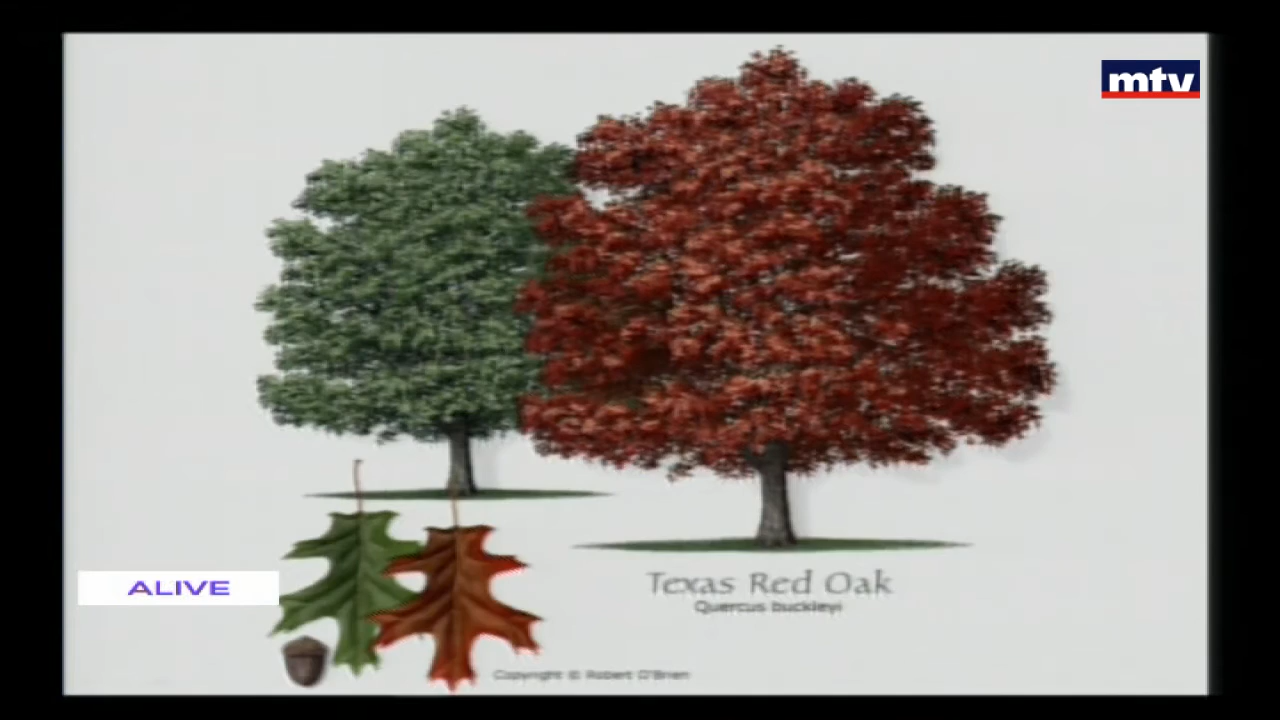 mtv
ALIVE
Texas Red Oak
Quercus buckleyi
Copyright © Robert O'Brien